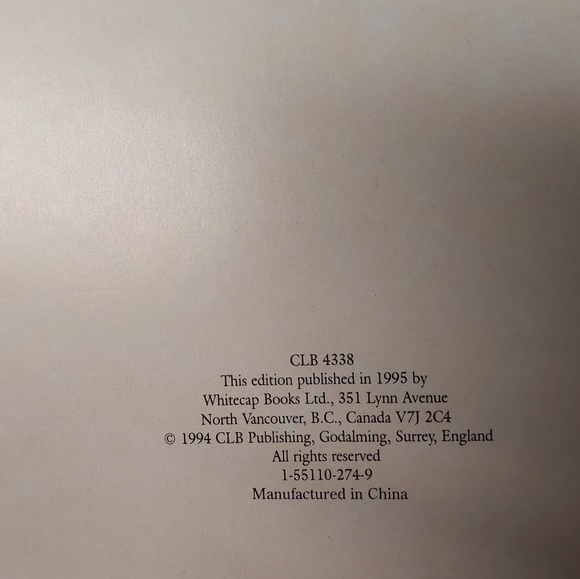 CLB 4338
This edition published in 1995 by
Whitecap Books Ltd., 351 Lynn Avenue
North Vancouver, B.C., Canada V7J 2C4
© 1994 CLB Publishing, Godalming, Surrey, England
All rights reserved
1-55110-274-9
Manufactured in China